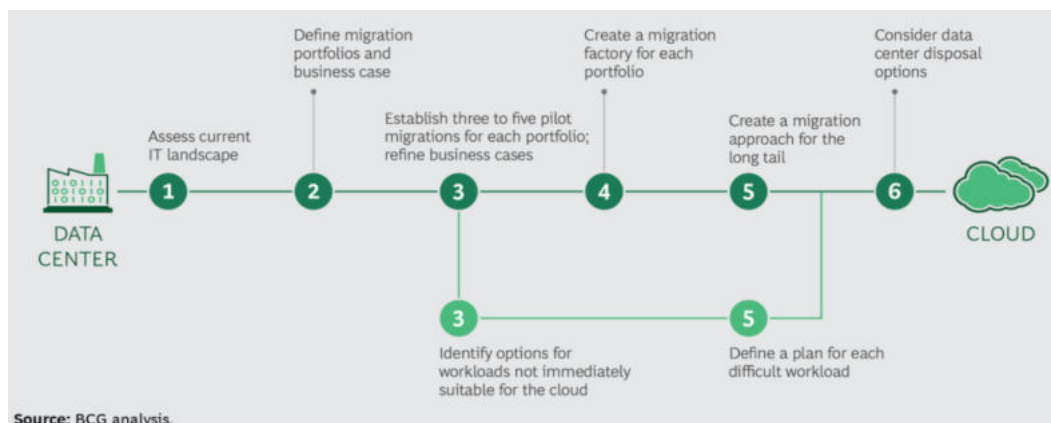 Define migration
portfolios and
business case
Create a migration
factory for each
portfolio
Consider data
center disposal
options
Assess current
IT landscape
Establish three to five pilot
migrations for each portfolio;
refine business cases
Create a migration
approach for the
long tail
010111
001010
101101
1
2
3
4
5
6
DATA
CENTER
CLOUD
3
5
Identify options for
workloads not immediately
suitable for the cloud
Define a plan for each
difficult workload
Source: BCG analysis.